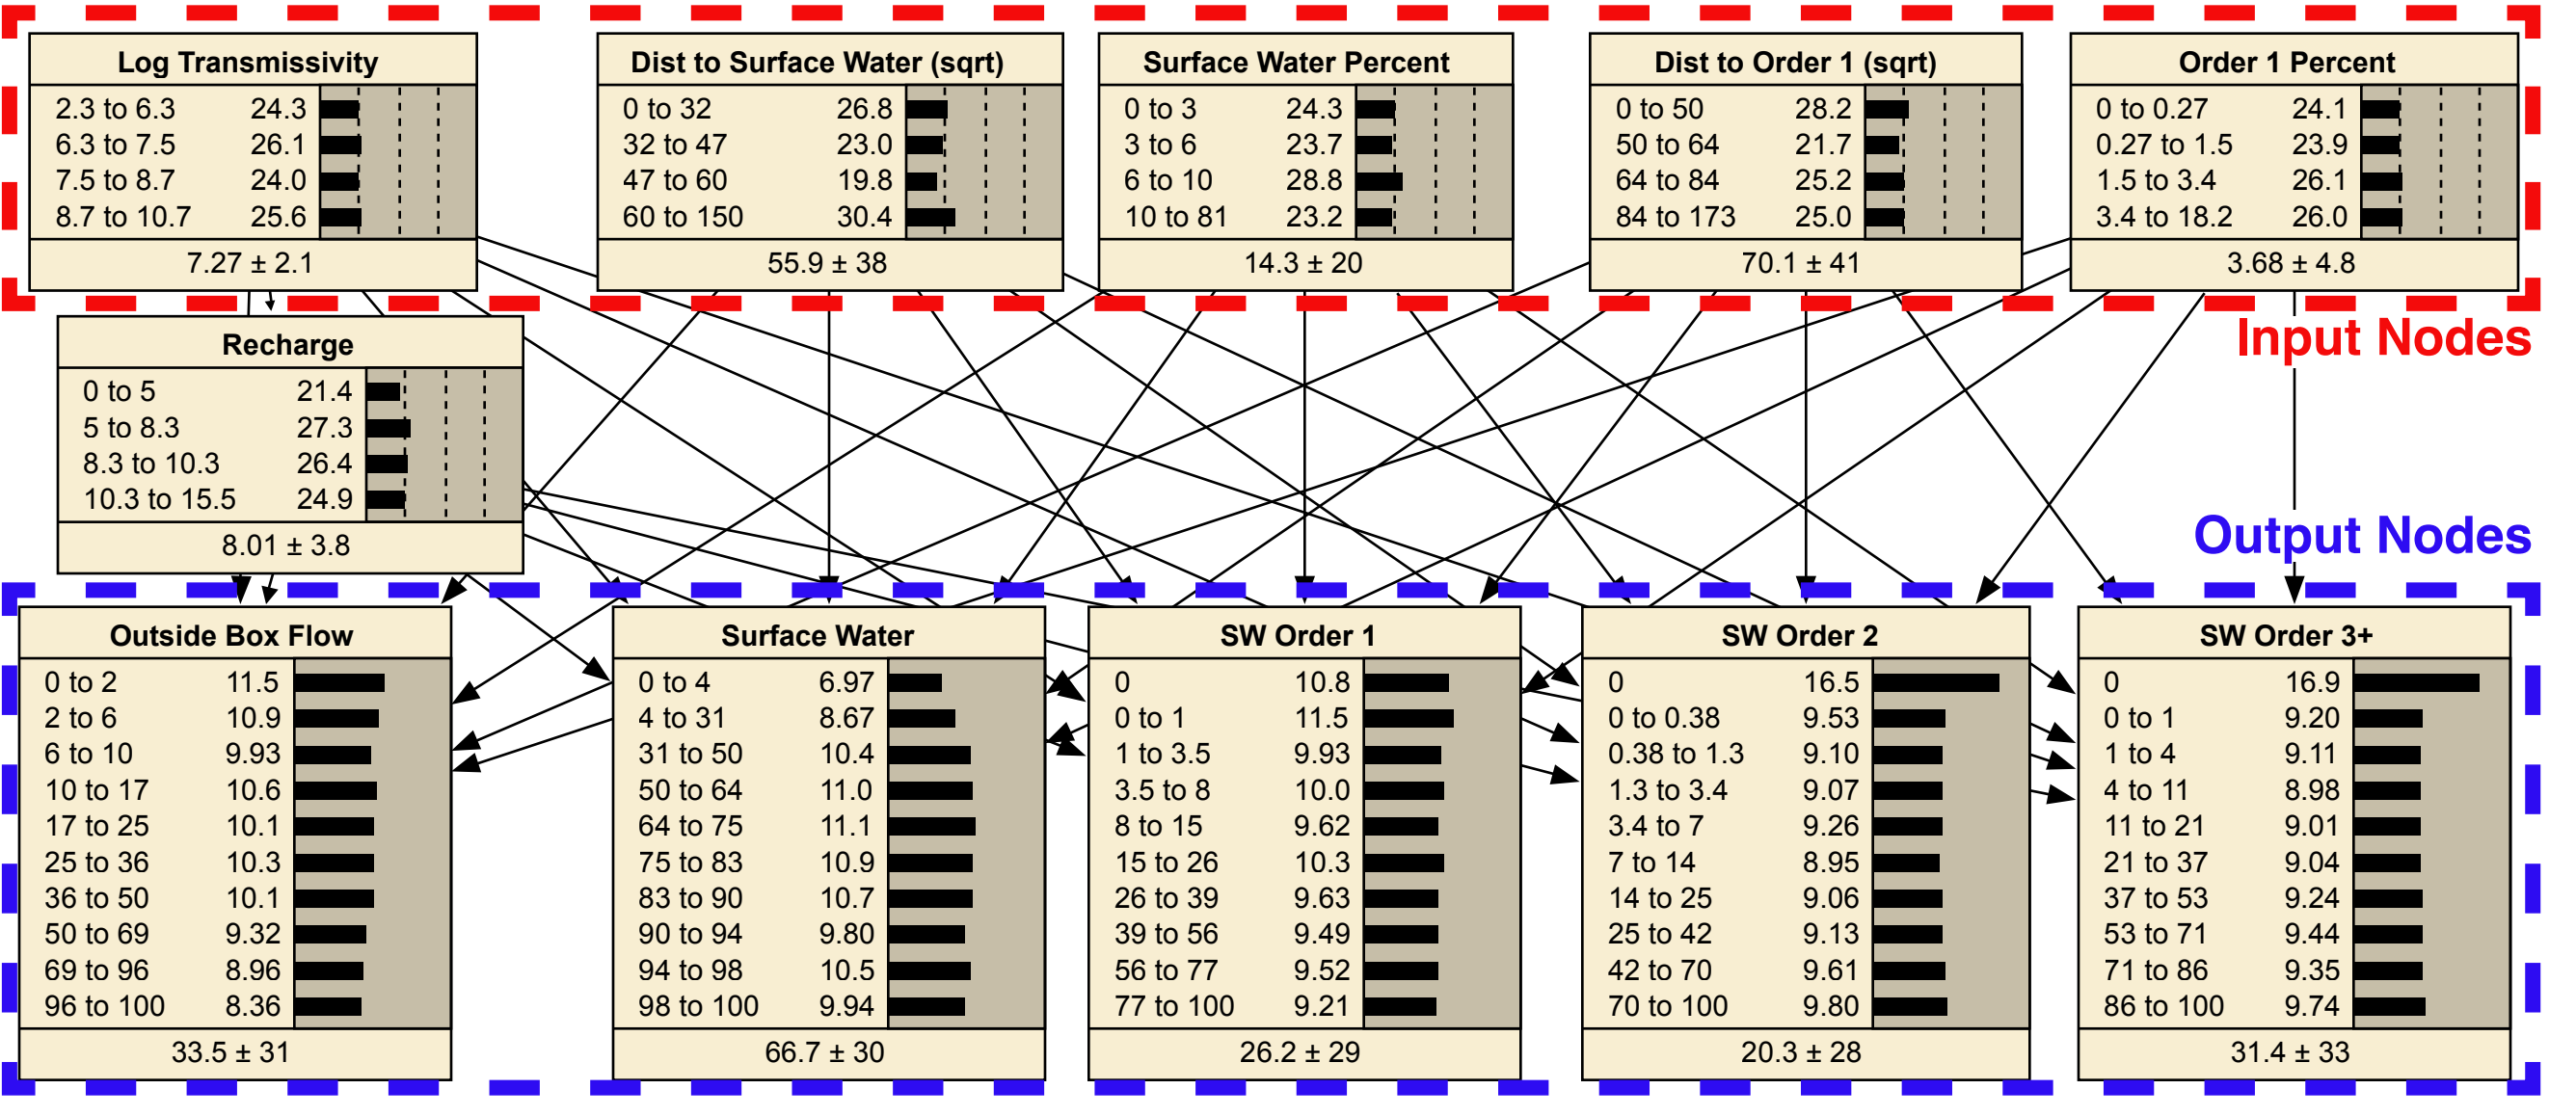 Log Transmissivity
2.3 to 6.3 24.3
6.3 to 7.5 26.1
7.5 to 8.7 24.0
8.7 to 10.7 25.6
7.27 ± 2.1
Dist to Surface Water (sqrt)
0 to 32 26.8
32 to 47 23.0
47 to 60 19.8
60 to 150 30.4
55.9 ± 38
Surface Water Percent
0 to 3 24.3
3 to 6 23.7
6 to 10 28.8
10 to 81 23.2
14.3 ± 20
Dist to Order 1 (sqrt)
0 to 50 28.2
50 to 64 21.7
64 to 84 25.2
84 to 173 25.0
70.1 ± 41
Order 1 Percent
0 to 0.27 24.1
0.27 to 1.5 23.9
1.5 to 3.4 26.1
3.4 to 18.2 26.0
3.68 ± 4.8
Input Nodes
Recharge
0 to 5 21.4
5 to 8.3 27.3
8.3 to 10.3 26.4
10.3 to 15.5 24.9
8.01 ± 3.8
Output Nodes
Outside Box Flow
0 to 2 11.5
2 to 6 10.9
6 to 10 9.93
10 to 17 10.6
17 to 25 10.1
25 to 36 10.3
36 to 50 10.1
50 to 69 9.32
69 to 96 8.96
96 to 100 8.36
33.5 ± 31
Surface Water
0 to 4 6.97
4 to 31 8.67
31 to 50 10.4
50 to 64 11.0
64 to 75 11.1
75 to 83 10.9
83 to 90 10.7
90 to 94 9.80
94 to 98 10.5
98 to 100 9.94
66.7 ± 30
SW Order 1
0 10.8
0 to 1 11.5
1 to 3.5 9.93
3.5 to 8 10.0
8 to 15 9.62
15 to 26 10.3
26 to 39 9.63
39 to 56 9.49
56 to 77 9.52
77 to 100 9.21
26.2 ± 29
SW Order 2
0 16.5
0 to 0.38 9.53
0.38 to 1.3 9.10
1.3 to 3.4 9.07
3.4 to 7 9.26
7 to 14 8.95
14 to 25 9.06
25 to 42 9.13
42 to 70 9.61
70 to 100 9.80
20.3 ± 28
SW Order 3+
0 16.9
0 to 1 9.20
1 to 4 9.11
4 to 11 8.98
11 to 21 9.01
21 to 37 9.04
37 to 53 9.24
53 to 71 9.44
71 to 86 9.35
86 to 100 9.74
31.4 ± 33